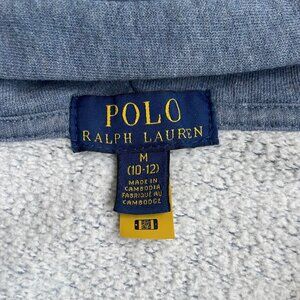 POLO
RALPH LAUREN
M
(10-12)
MADE IN
CAMBODIA
FABRIQUÉ AU
CAMBODGE